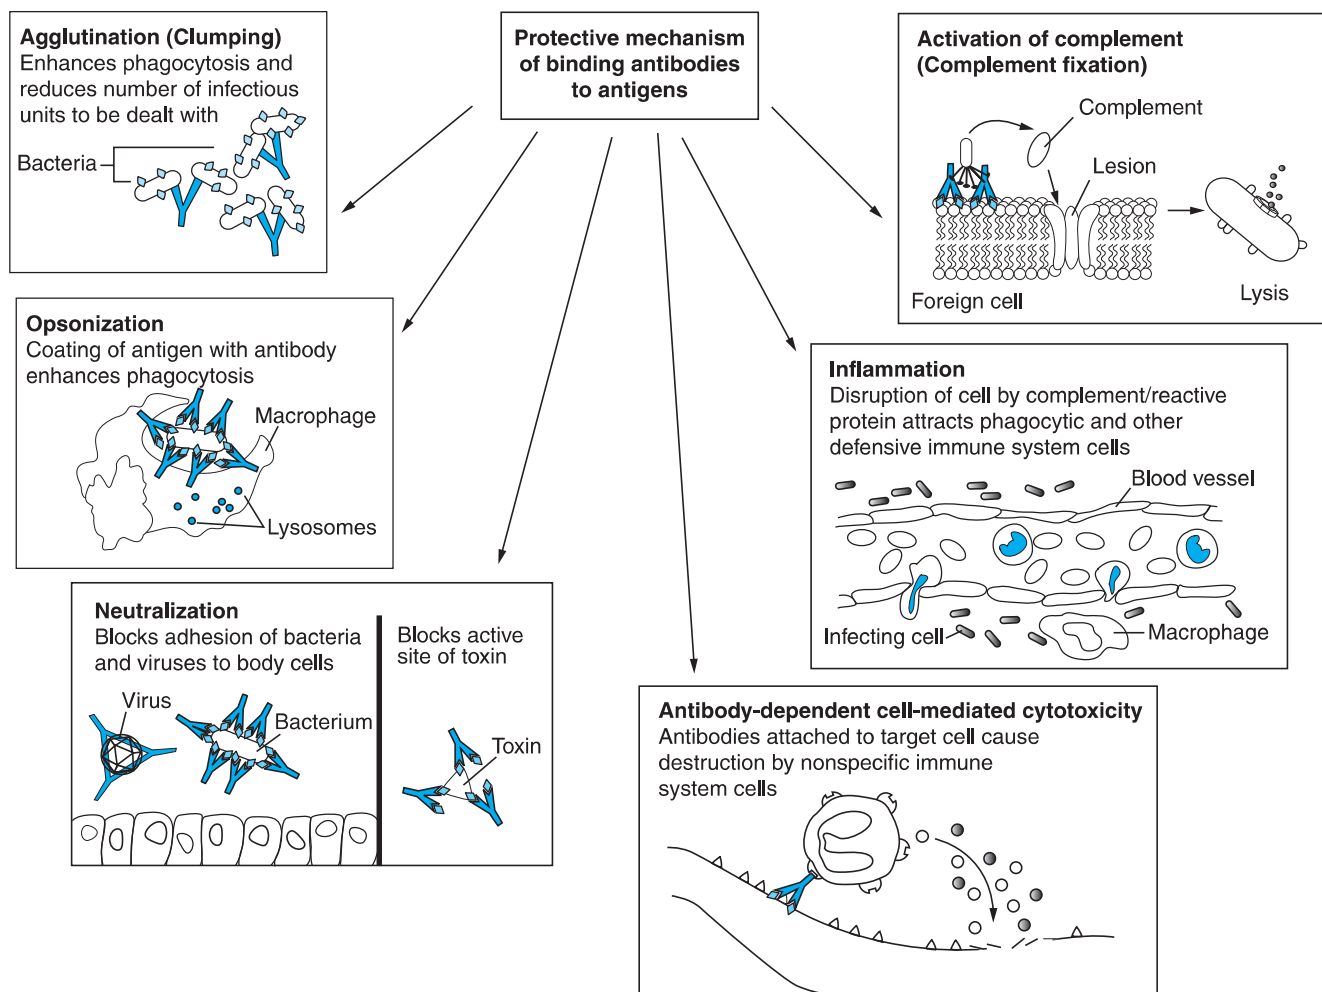 Protective mechanism
of binding antibodies
to antigens
Agglutination (Clumping)
Enhances phagocytosis and
reduces number of infectious
units to be dealt with
Bacteria
Activation of complement
(Complement fixation)
Complement
Lesion
Foreign cell
Lysis
Opsonization
Coating of antigen with antibody
enhances phagocytosis
Macrophage
Lysosomes
Inflammation
Disruption of cell by complement/reactive
protein attracts phagocytic and other
defensive immune system cells
Blood vessel
Infecting cell
Macrophage
Neutralization
Blocks adhesion of bacteria
and viruses to body cells
Virus
Bacterium
Blocks active
site of toxin
Toxin
Antibody-dependent cell-mediated cytotoxicity
Antibodies attached to target cell cause
destruction by nonspecific immune
system cells